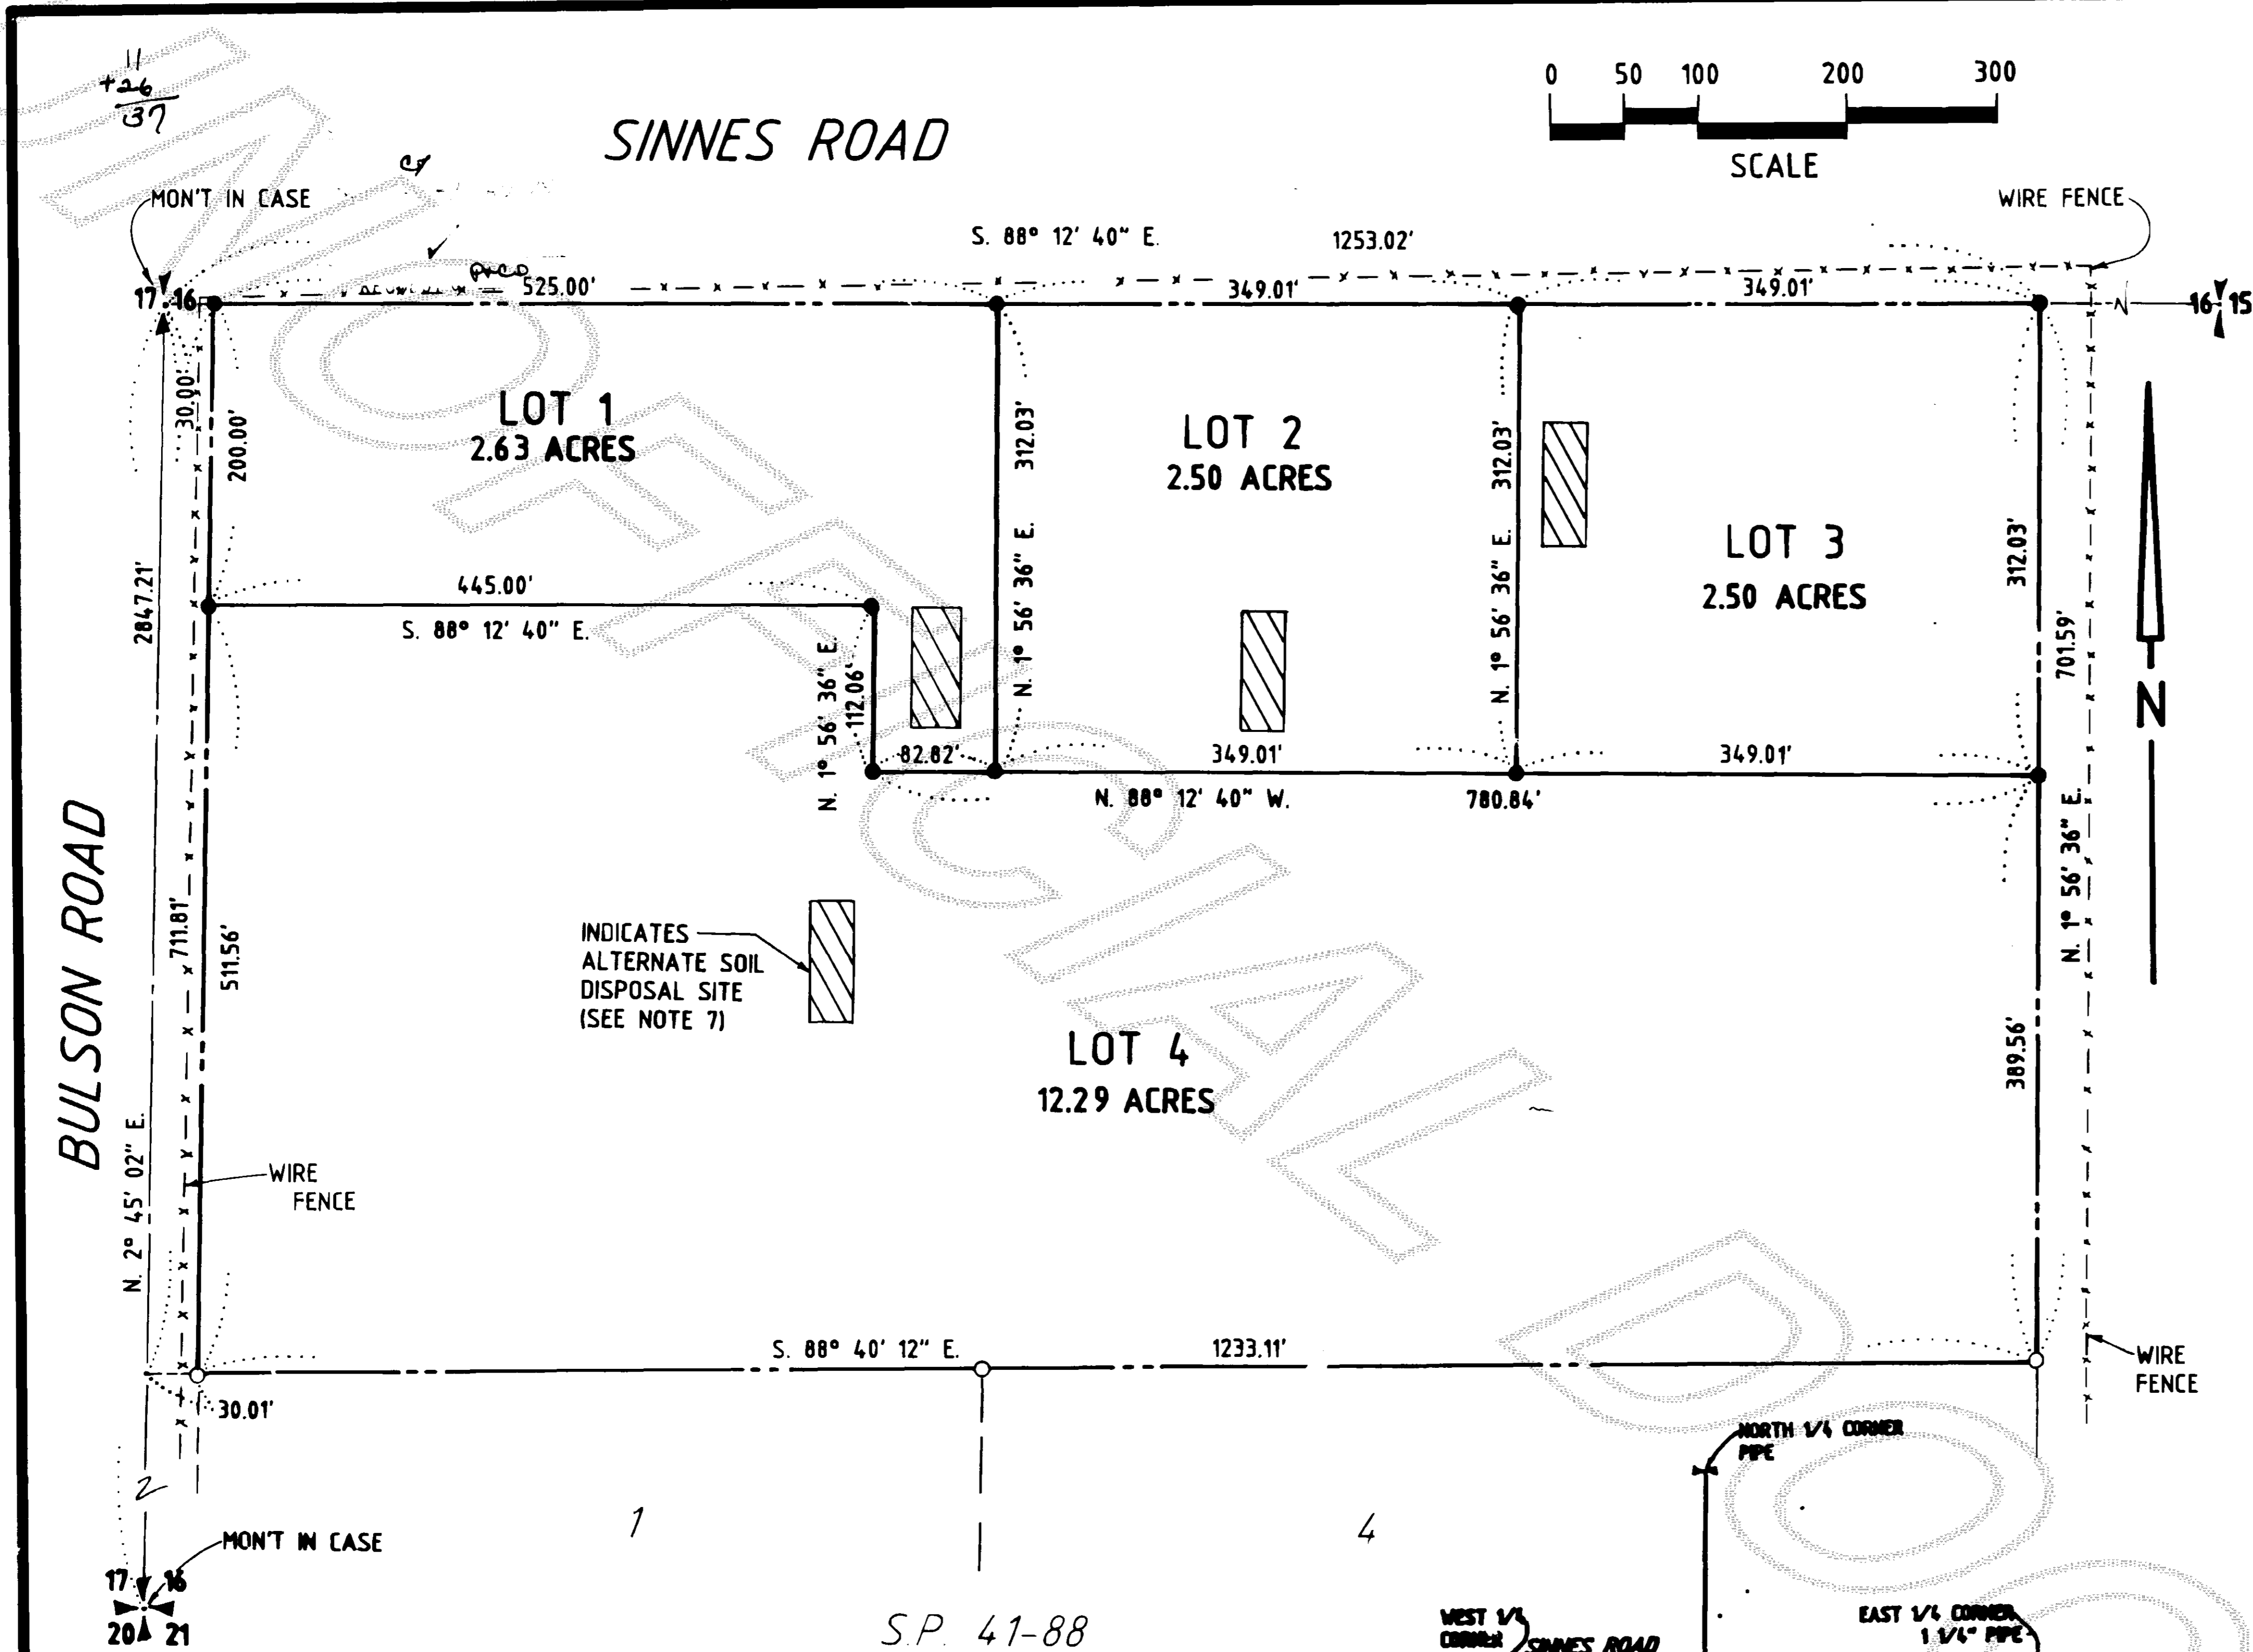 11
+26
37
SINNES ROAD
0 50 100 200 300
SCALE
MON'T IN CASE
WIRE FENCE
S. 88° 12' 40" E. 1253.02'
17 16
525.00'
349.01'
349.01'
16 15
30.00'
200.00'
LOT 1
2.63 ACRES
312.03'
N. 1° 56' 36" E.
LOT 2
2.50 ACRES
312.03'
N. 1° 56' 36" E.
LOT 3
2.50 ACRES
312.03'
701.59'
N
2847.21'
445.00'
S. 88° 12' 40" E.
N. 1° 56' 36" E.
112.06'
82.82'
349.01'
349.01'
N. 88° 12' 40" W. 780.84'
N. 1° 56' 36" E.
BULSON ROAD
711.81'
511.56'
INDICATES
ALTERNATE SOIL
DISPOSAL SITE
(SEE NOTE 7)
LOT 4
12.29 ACRES
389.56'
N. 2° 45' 02" E.
WIRE
FENCE
S. 88° 40' 12" E. 1233.11'
WIRE
FENCE
30.01'
NORTH 1/4 CORNER
PIPE
1
4
MON'T IN CASE
17 16
20 21
S.P. 41-88
WEST 1/4
CORNER
SINNES ROAD
EAST 1/4 CORNER
1 1/4" PIPE
UNOFFICIAL DO